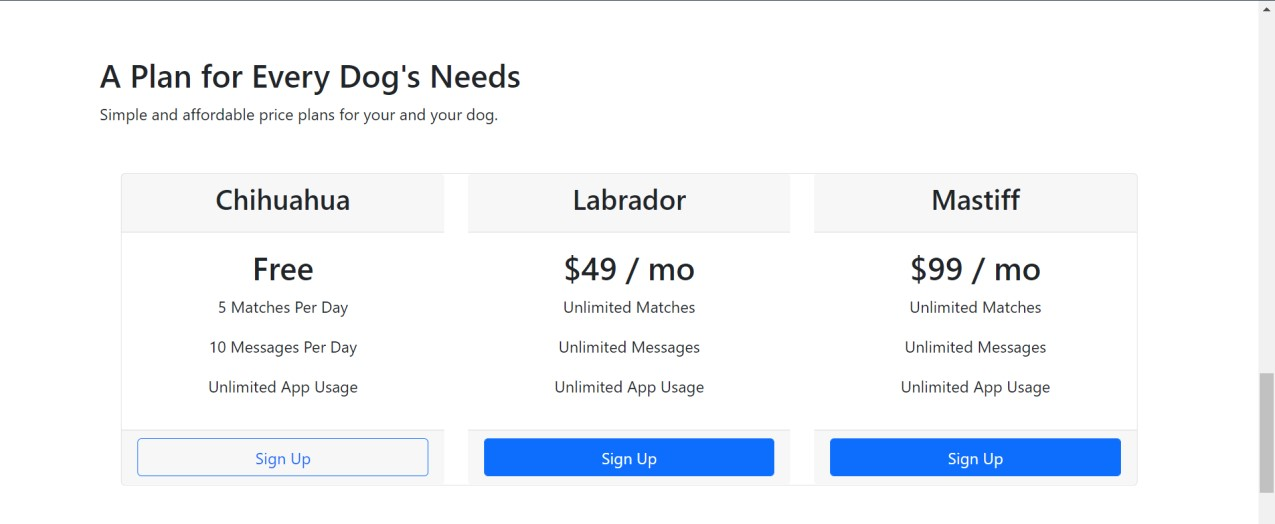 A Plan for Every Dog's Needs
Simple and affordable price plans for your and your dog.
Chihuahua
Free
5 Matches Per Day
10 Messages Per Day
Unlimited App Usage
Sign Up
Labrador
$49 / mo
Unlimited Matches
Unlimited Messages
Unlimited App Usage
Sign Up
Mastiff
$99 / mo
Unlimited Matches
Unlimited Messages
Unlimited App Usage
Sign Up